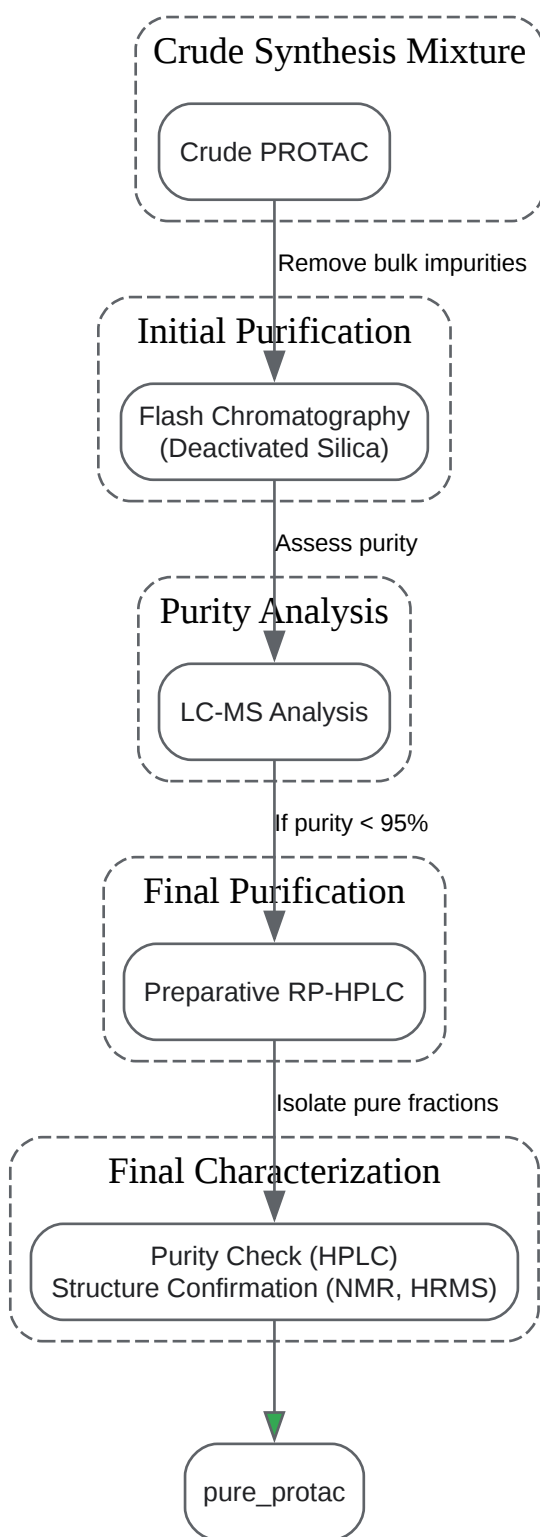 Crude Synthesis Mixture
Crude PROTAC
Remove bulk impurities
Initial Purification
Flash Chromatography
(Deactivated Silica)
Assess purity
Purity Analysis
LC-MS Analysis
If purity < 95%
Final Purification
Preparative RP-HPLC
Isolate pure fractions
Final Characterization
Purity Check (HPLC)
Structure Confirmation (NMR, HRMS)
pure_protac